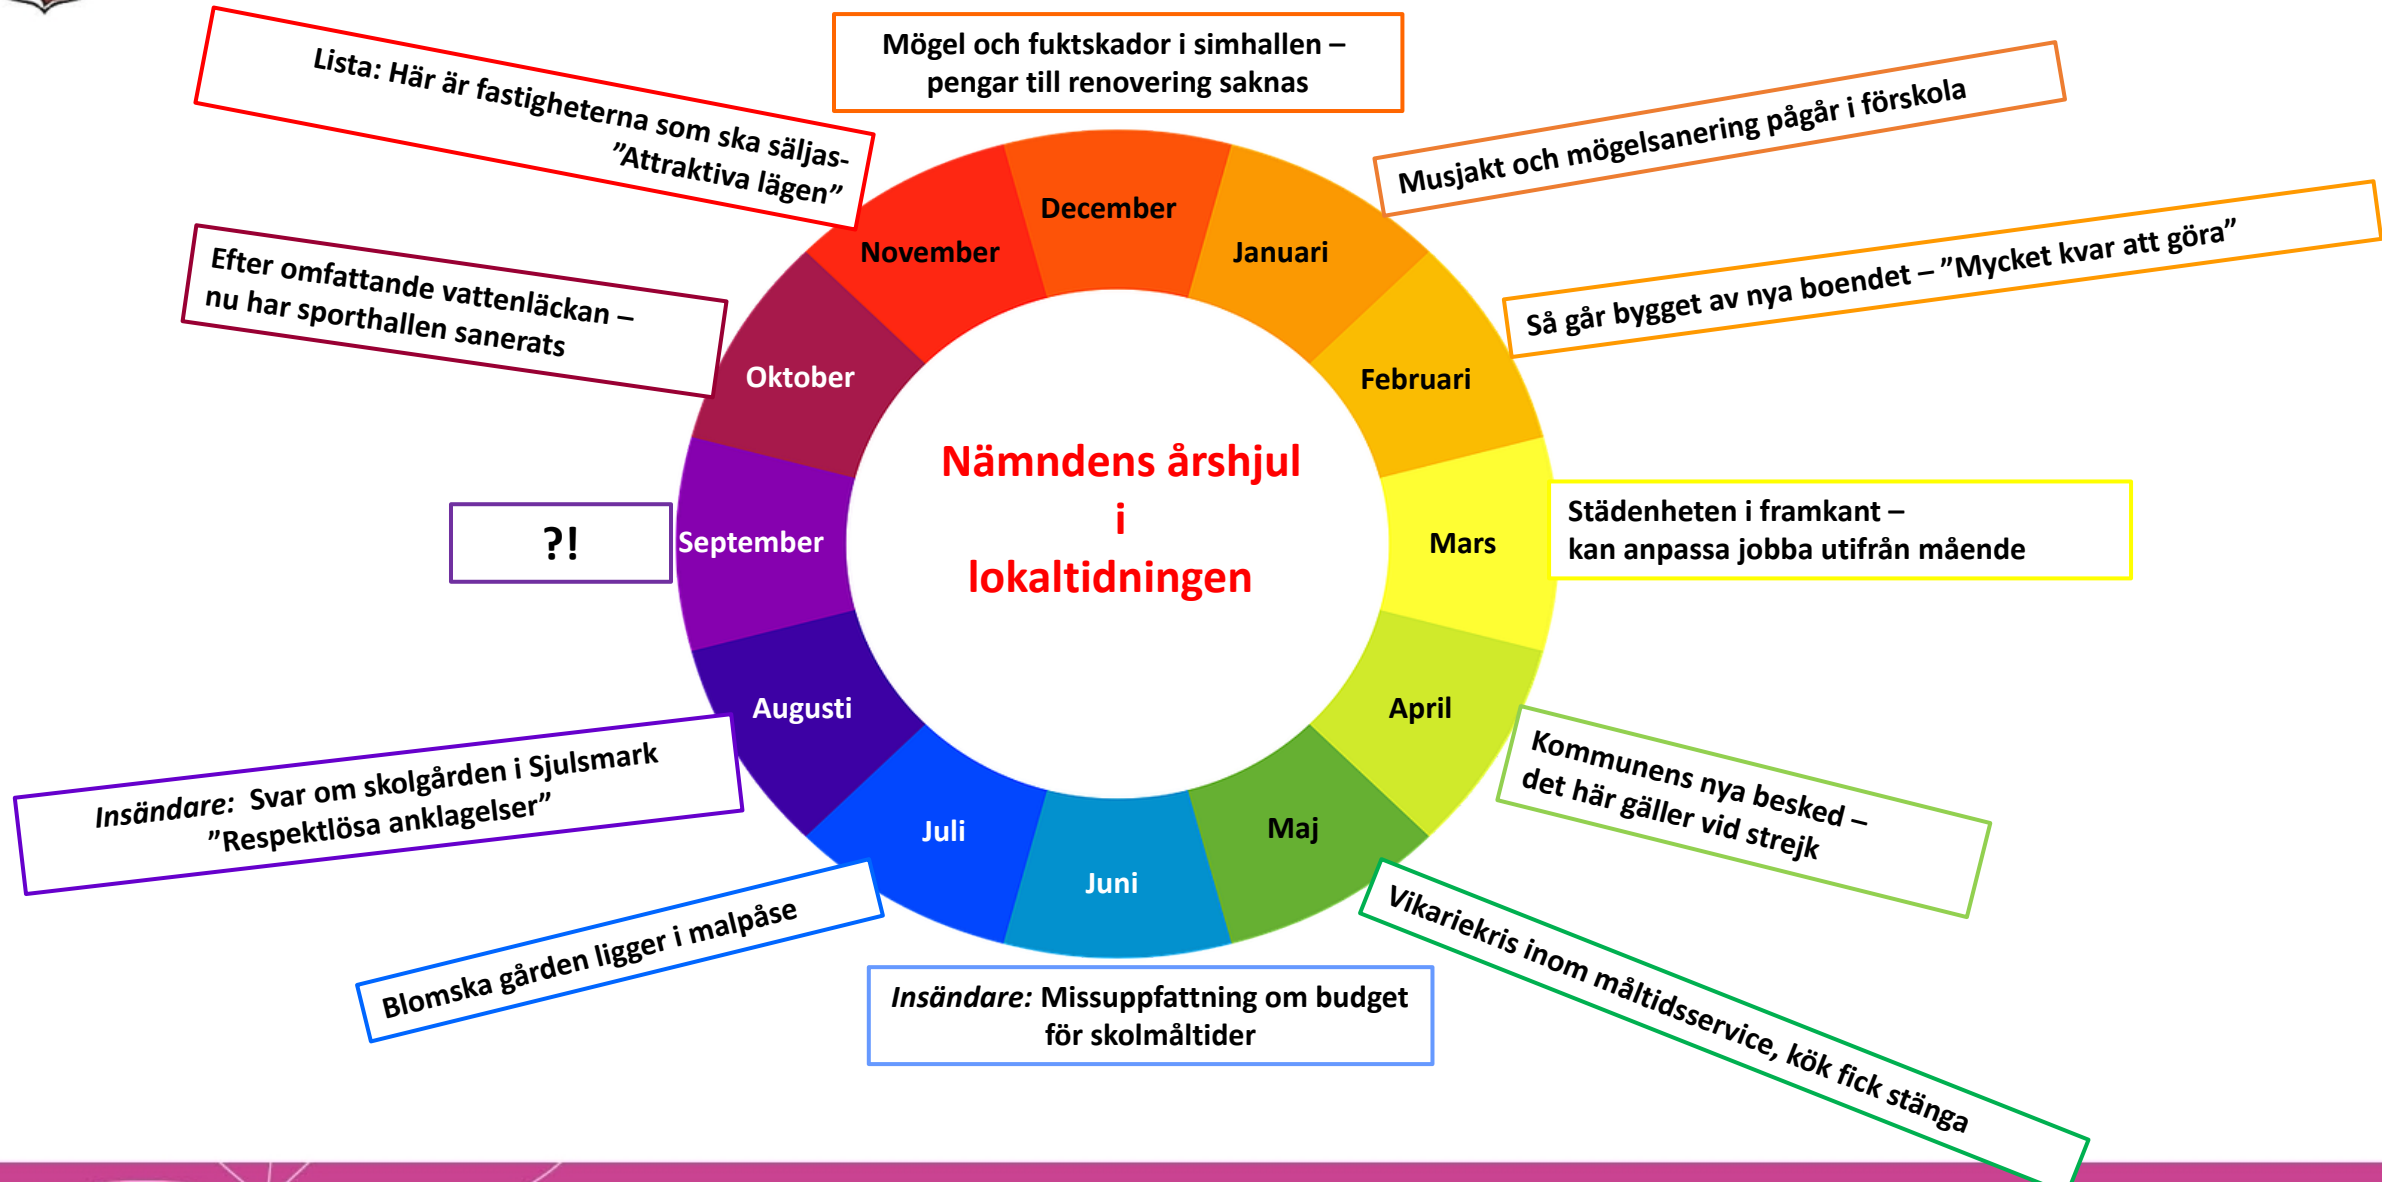 Nämndens årshjul
i
lokaltidningen
Januari
Musjakt och mögelsanering pågår i förskola
Februari
Så går bygget av nya boendet – ”Mycket kvar att göra”
Mars
Städenheten i framkant –
kan anpassa jobba utifrån mående
April
Kommunens nya besked –
det här gäller vid strejk
Maj
Vikariekris inom måltidsservice, kök fick stänga
Juni
Insändare: Missuppfattning om budget
för skolmåltider
Juli
Blomska gården ligger i malpåse
Augusti
Insändare: Svar om skolgården i Sjulsmark
”Respektlösa anklagelser”
September
?!
Oktober
Efter omfattande vattenläckan –
nu har sporthallen sanerats
November
Lista: Här är fastigheterna som ska säljas-
”Attraktiva lägen”
December
Mögel och fuktskador i simhallen –
pengar till renovering saknas